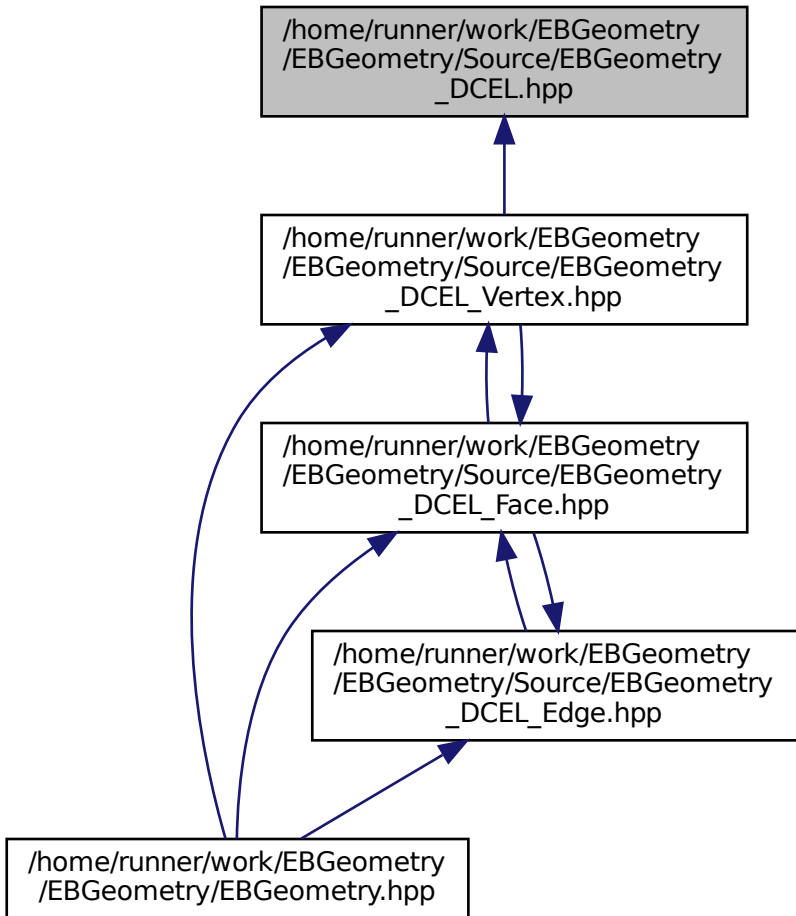 /home/runner/work/EBGeometry
/EBGeometry/Source/EBGeometry
_DCEL.hpp
/home/runner/work/EBGeometry
/EBGeometry/Source/EBGeometry
_DCEL_Vertex.hpp
/home/runner/work/EBGeometry
/EBGeometry/Source/EBGeometry
_DCEL_Face.hpp
/home/runner/work/EBGeometry
/EBGeometry/Source/EBGeometry
_DCEL_Edge.hpp
/home/runner/work/EBGeometry
/EBGeometry/EBGeometry.hpp